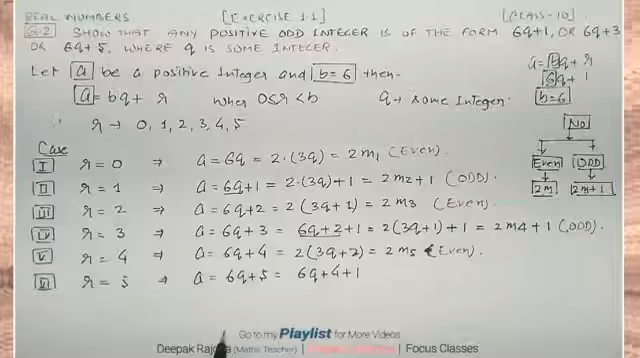 REAL NUMBERS [EXERCISE 1.1] [CLASS-10]
Q.2 SHOW THAT ANY POSITIVE ODD INTEGER IS OF THE FORM 6q+1, OR 6q+3
OR 6q+5, WHERE q IS SOME INTEGER.
Let a be a positive Integer and b=6 then-
a = bq + r when 0≤r<b q → some Integer.
∴ r → 0, 1, 2, 3, 4, 5
a = bq + r
6q + 1
b=6
NO
Even ODD
2m 2m+1
Case
I r = 0 ⇒ a = 6q = 2·(3q) = 2m1 (Even).
II r = 1 ⇒ a = 6q+1 = 2·(3q)+1 = 2m2+1 (ODD).
III r = 2 ⇒ a = 6q+2 = 2(3q+1) = 2m3 (Even).
IV r = 3 ⇒ a = 6q+3 = 6q+2+1 = 2(3q+1)+1 = 2m4+1 (ODD).
V r = 4 ⇒ a = 6q+4 = 2(3q+2) = 2m5 (Even).
VI r = 5 ⇒ a = 6q+5 = 6q+4+1
Go to my Playlist for More Videos
Deepak (Maths Teacher) | | Focus Classes